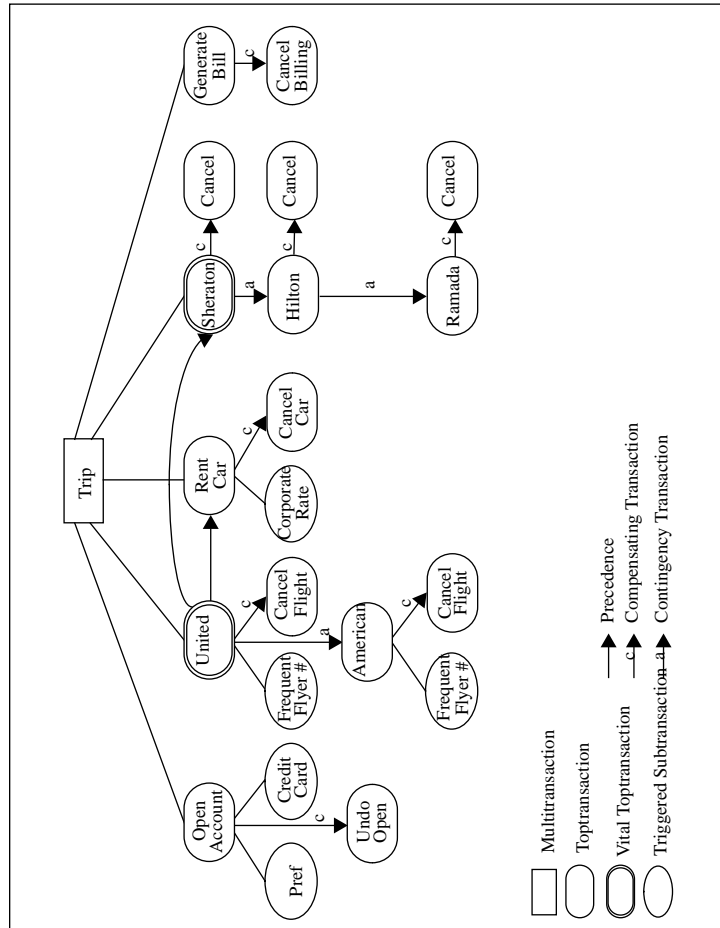 Trip
Open
Account
United
Rent
Car
Sheraton
Generate
Bill
c
c
Cancel
Cancel
Billing
Pref
Credit
Card
Frequent
Flyer #
c
Cancel
Flight
Corporate
Rate
c
Cancel
Car
a
Hilton
c
Cancel
c
Undo
Open
a
American
a
Frequent
Flyer #
c
Cancel
Flight
Ramada
c
Cancel
Multitransaction
Toptransaction
Vital Toptransaction
Triggered Subtransaction
Precedence
c
Compensating Transaction
a
Contingency Transaction